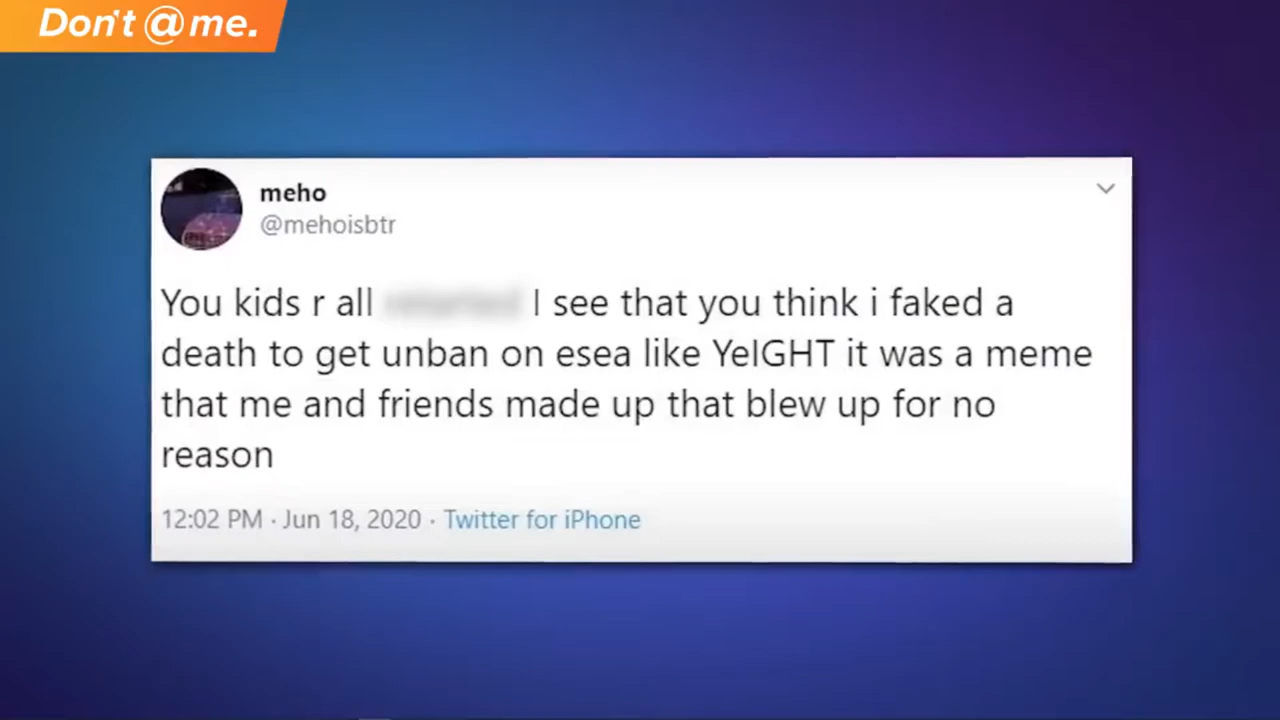 Don't @me.
meho
@mehoisbtr
You kids r all I see that you think i faked a
death to get unban on esea like YeIGHT it was a meme
that me and friends made up that blew up for no
reason
12:02 PM · Jun 18, 2020 · Twitter for iPhone